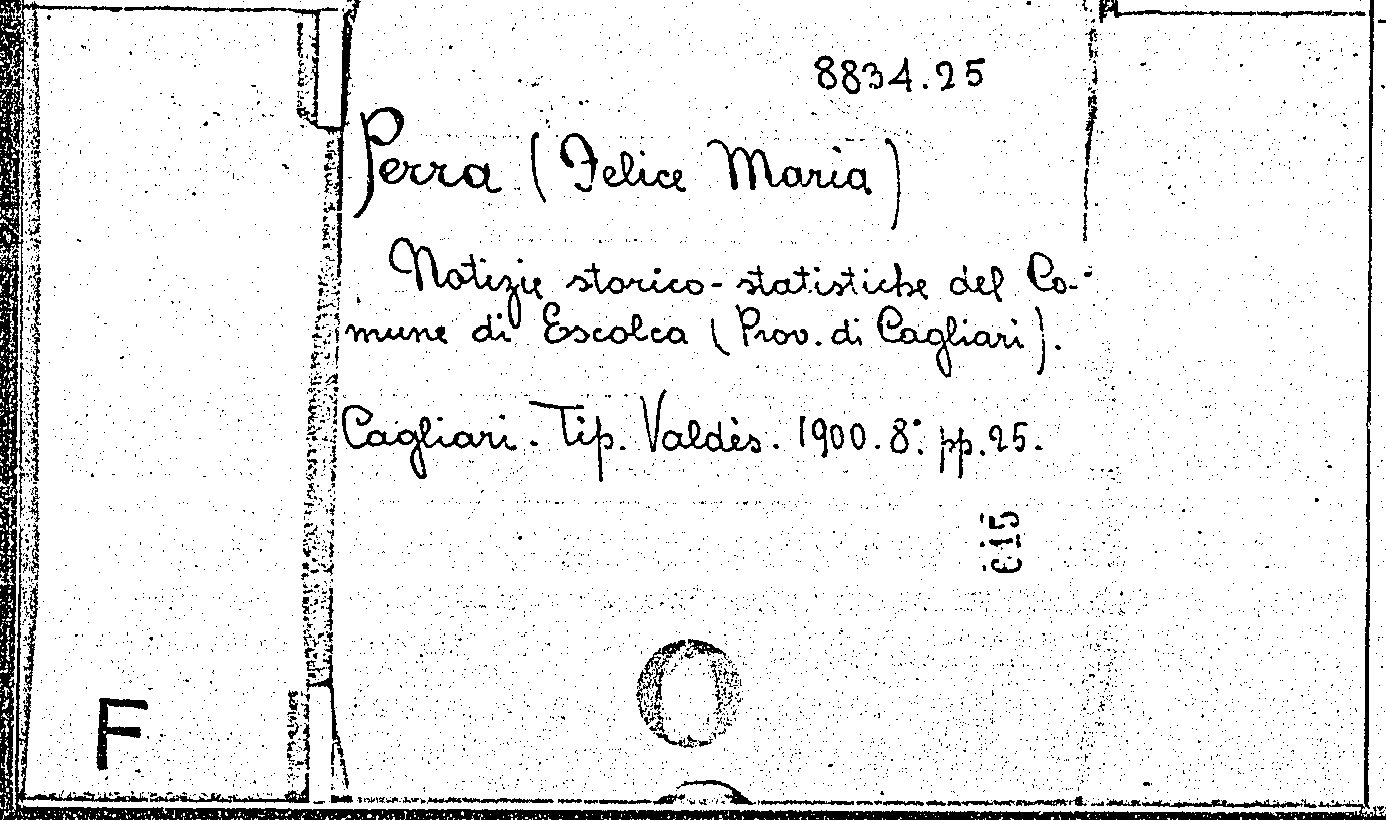 8834.25
Perra (Felice Maria)
Notizie storico-statistiche del Co-
mune di Escolca (Prov. di Cagliari).
Cagliari. Tip. Valdès. 1900. 8° pp. 25.
F